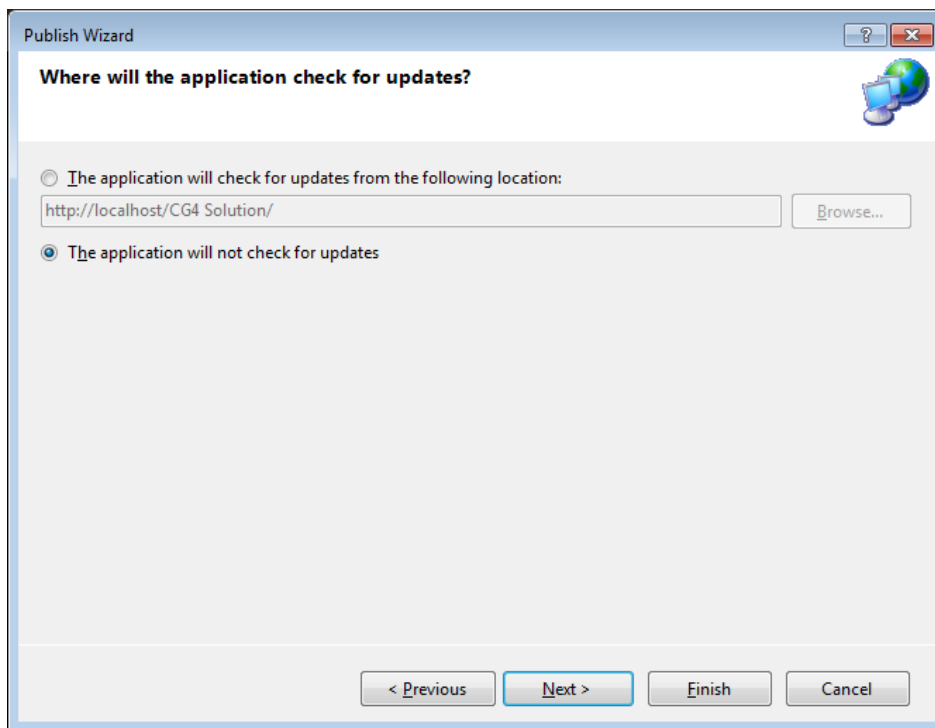 Publish Wizard
?
Where will the application check for updates?
The application will check for updates from the following location:
http://localhost/CG4 Solution/
Browse...
The application will not check for updates
< Previous
Next >
Finish
Cancel